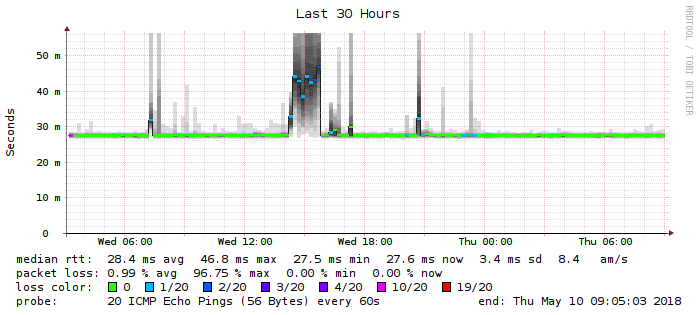 Last 30 Hours
RRDTOOL / TOBI OETIKER
Seconds
50 m
40 m
30 m
20 m
10 m
0
Wed 06:00 Wed 12:00 Wed 18:00 Thu 00:00 Thu 06:00
median rtt: 28.4 ms avg 46.8 ms max 27.5 ms min 27.6 ms now 3.4 ms sd 8.4 am/s
packet loss: 0.99 % avg 96.75 % max 0.00 % min 0.00 % now
loss color: 0 1/20 2/20 3/20 4/20 10/20 19/20
probe: 20 ICMP Echo Pings (56 Bytes) every 60s end: Thu May 10 09:05:03 2018